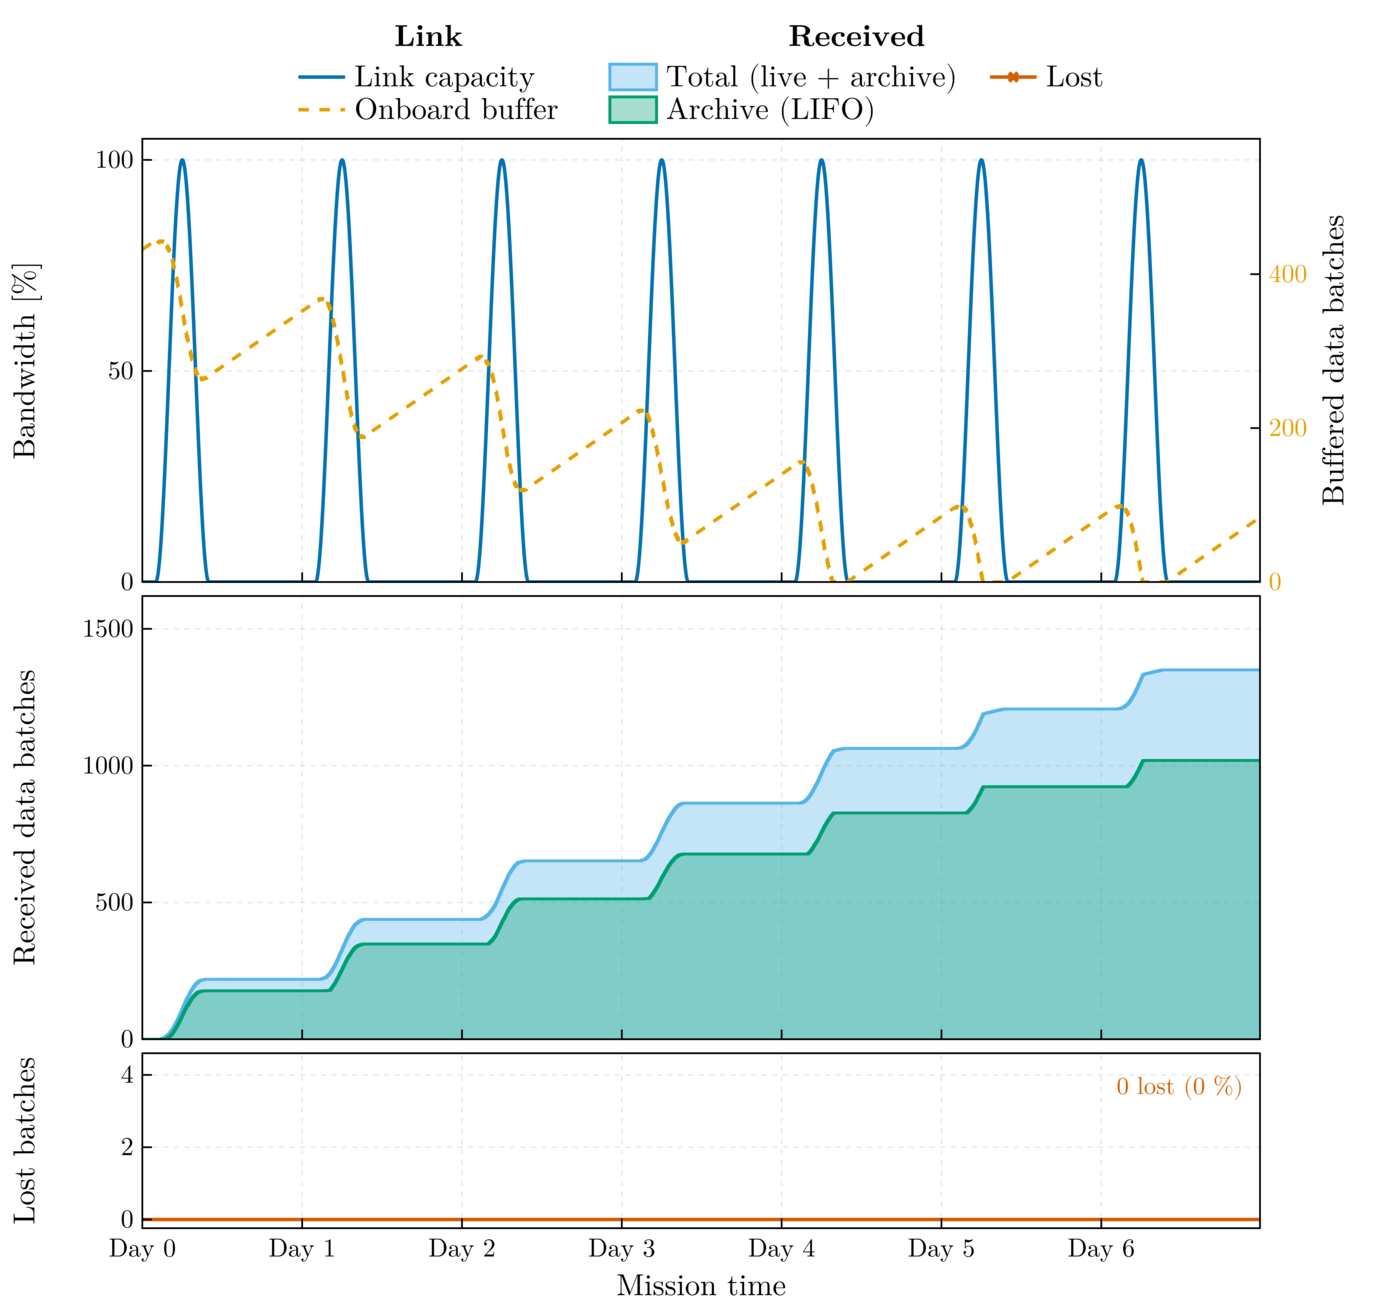 Link
Received
Link capacity
Total (live + archive)
Lost
Onboard buffer
Archive (LIFO)
100
50
0
Bandwidth [%]
400
200
0
Buffered data batches
1500
1000
500
0
Received data batches
4
2
0
Lost batches
0 lost (0 %)
Day 0
Day 1
Day 2
Day 3
Day 4
Day 5
Day 6
Mission time